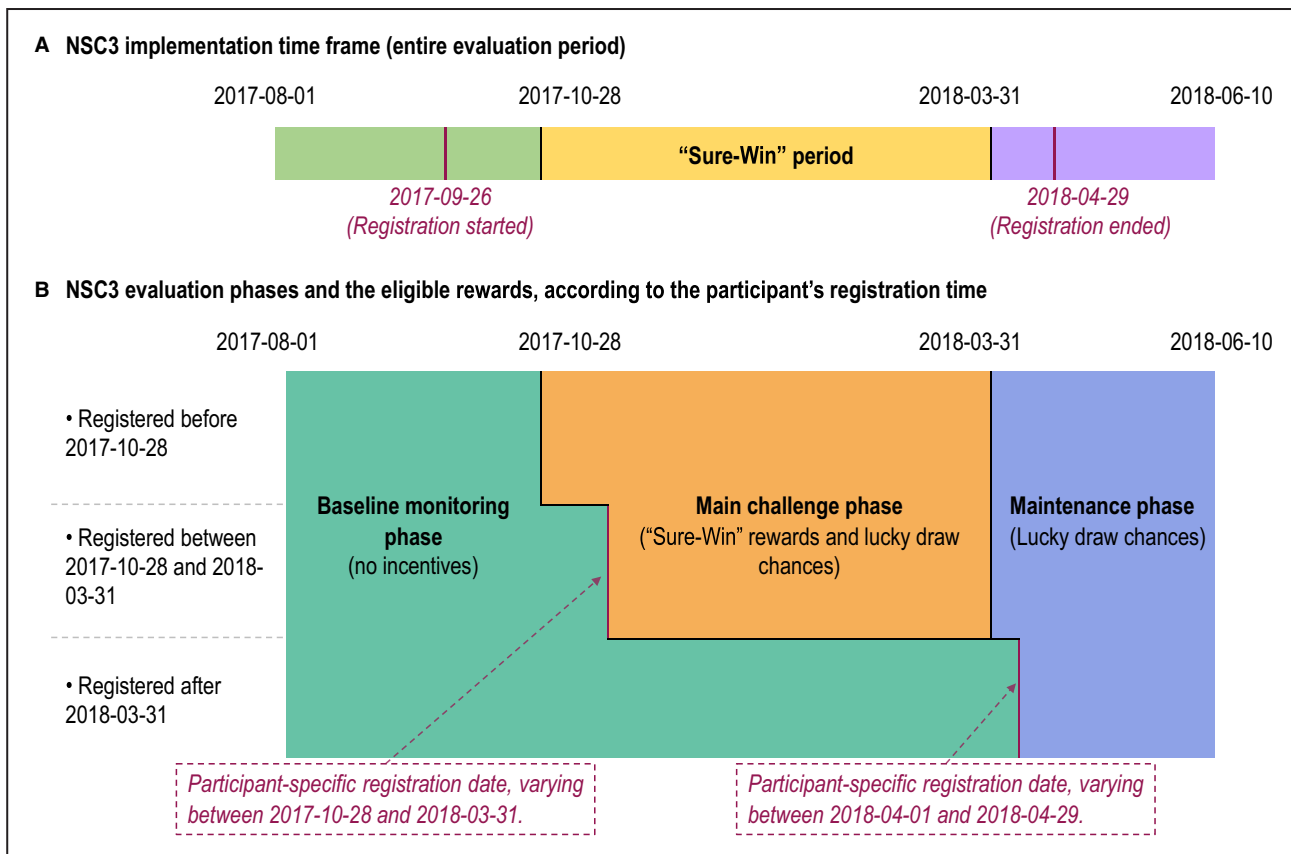 A NSC3 implementation time frame (entire evaluation period)
2017-08-01 2017-10-28 2018-03-31 2018-06-10
“Sure-Win” period
2017-09-26
(Registration started)
2018-04-29
(Registration ended)
B NSC3 evaluation phases and the eligible rewards, according to the participant’s registration time
2017-08-01 2017-10-28 2018-03-31 2018-06-10
• Registered before
2017-10-28
• Registered between
2017-10-28 and 2018-
03-31
• Registered after
2018-03-31
Baseline monitoring
phase
(no incentives)
Main challenge phase
(“Sure-Win” rewards and lucky draw
chances)
Maintenance phase
(Lucky draw chances)
Participant-specific registration date, varying
between 2017-10-28 and 2018-03-31.
Participant-specific registration date, varying
between 2018-04-01 and 2018-04-29.